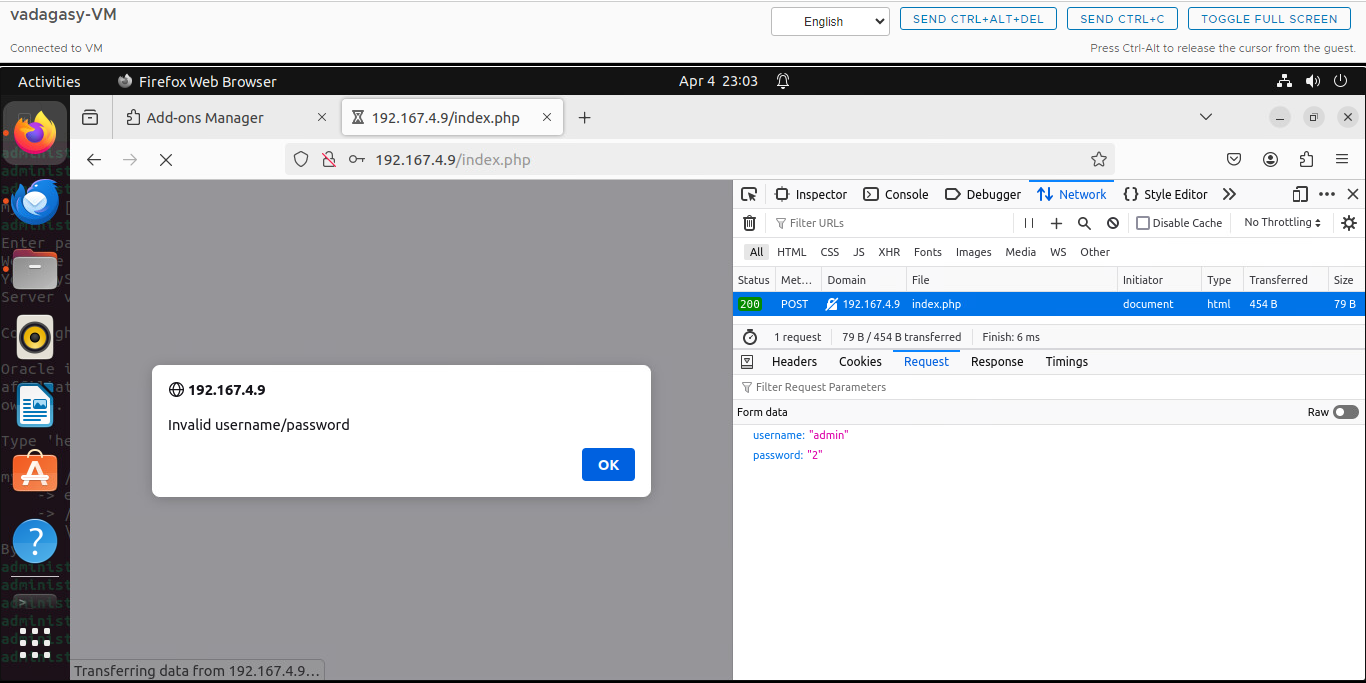 vadagasy-VM
English
SEND CTRL+ALT+DEL
SEND CTRL+C
TOGGLE FULL SCREEN
Connected to VM
Press Ctrl-Alt to release the cursor from the guest.
Activities
Firefox Web Browser
Apr 4 23:03
Add-ons Manager
192.167.4.9/index.php
192.167.4.9/index.php
Inspector
Console
Debugger
Network
Style Editor
Filter URLs
Disable Cache
No Throttling
All HTML CSS JS XHR Fonts Images Media WS Other
Status Met... Domain File Initiator Type Transferred Size
200 POST 192.167.4.9 index.php document html 454 B 79 B
1 request
79 B / 454 B transferred
Finish: 6 ms
Headers Cookies Request Response Timings
Filter Request Parameters
Form data
Raw
username: "admin"
password: "2"
192.167.4.9
Invalid username/password
OK
Enter pa
Server v
Oracle i
Type 'he
Transferring data from 192.167.4.9...